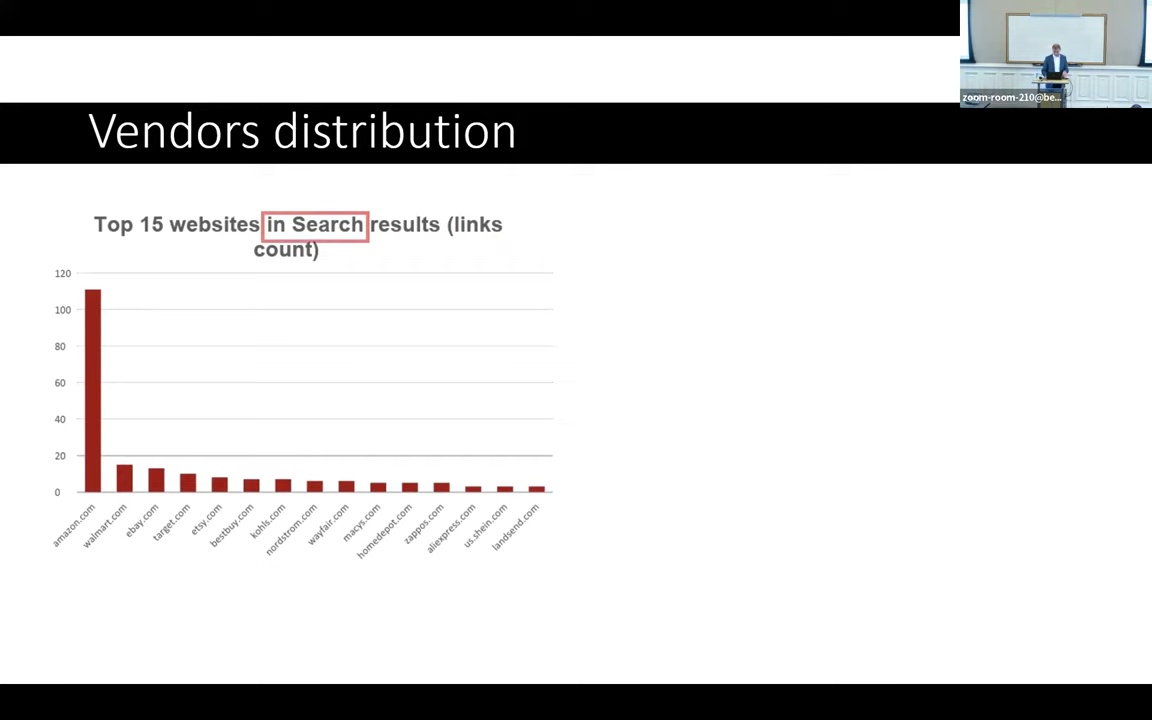 zoom-room-210@be...
Vendors distribution
Top 15 websites in Search results (links
count)
120
100
80
60
40
20
0
amazon.com
walmart.com
ebay.com
target.com
etsy.com
bestbuy.com
kohls.com
nordstrom.com
wayfair.com
macys.com
homedepot.com
zappos.com
aliexpress.com
us.shein.com
landsend.com